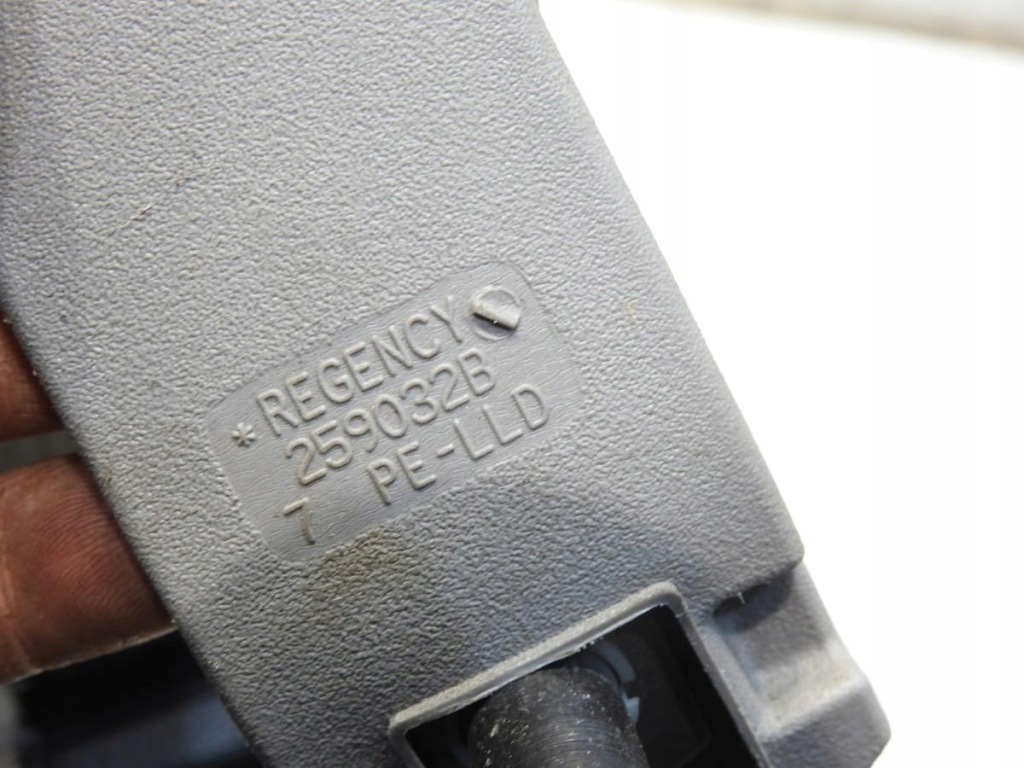 * REGENCY
259032B
7 PE-LLD